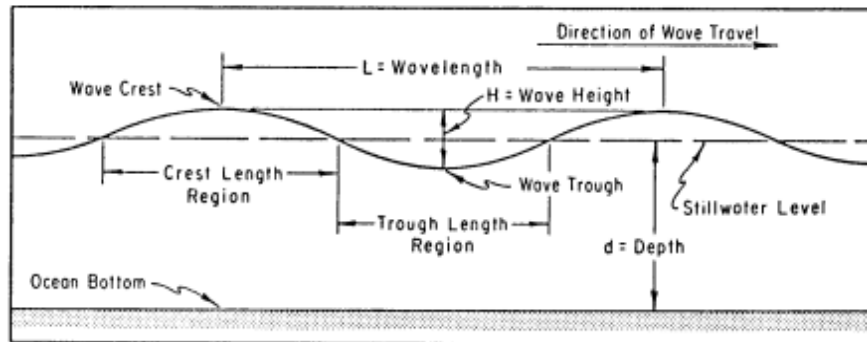 Direction of Wave Travel
L = Wavelength
Wave Crest
H = Wave Height
Crest Length
Region
Wave Trough
Stillwater Level
Trough Length
Region
d = Depth
Ocean Bottom